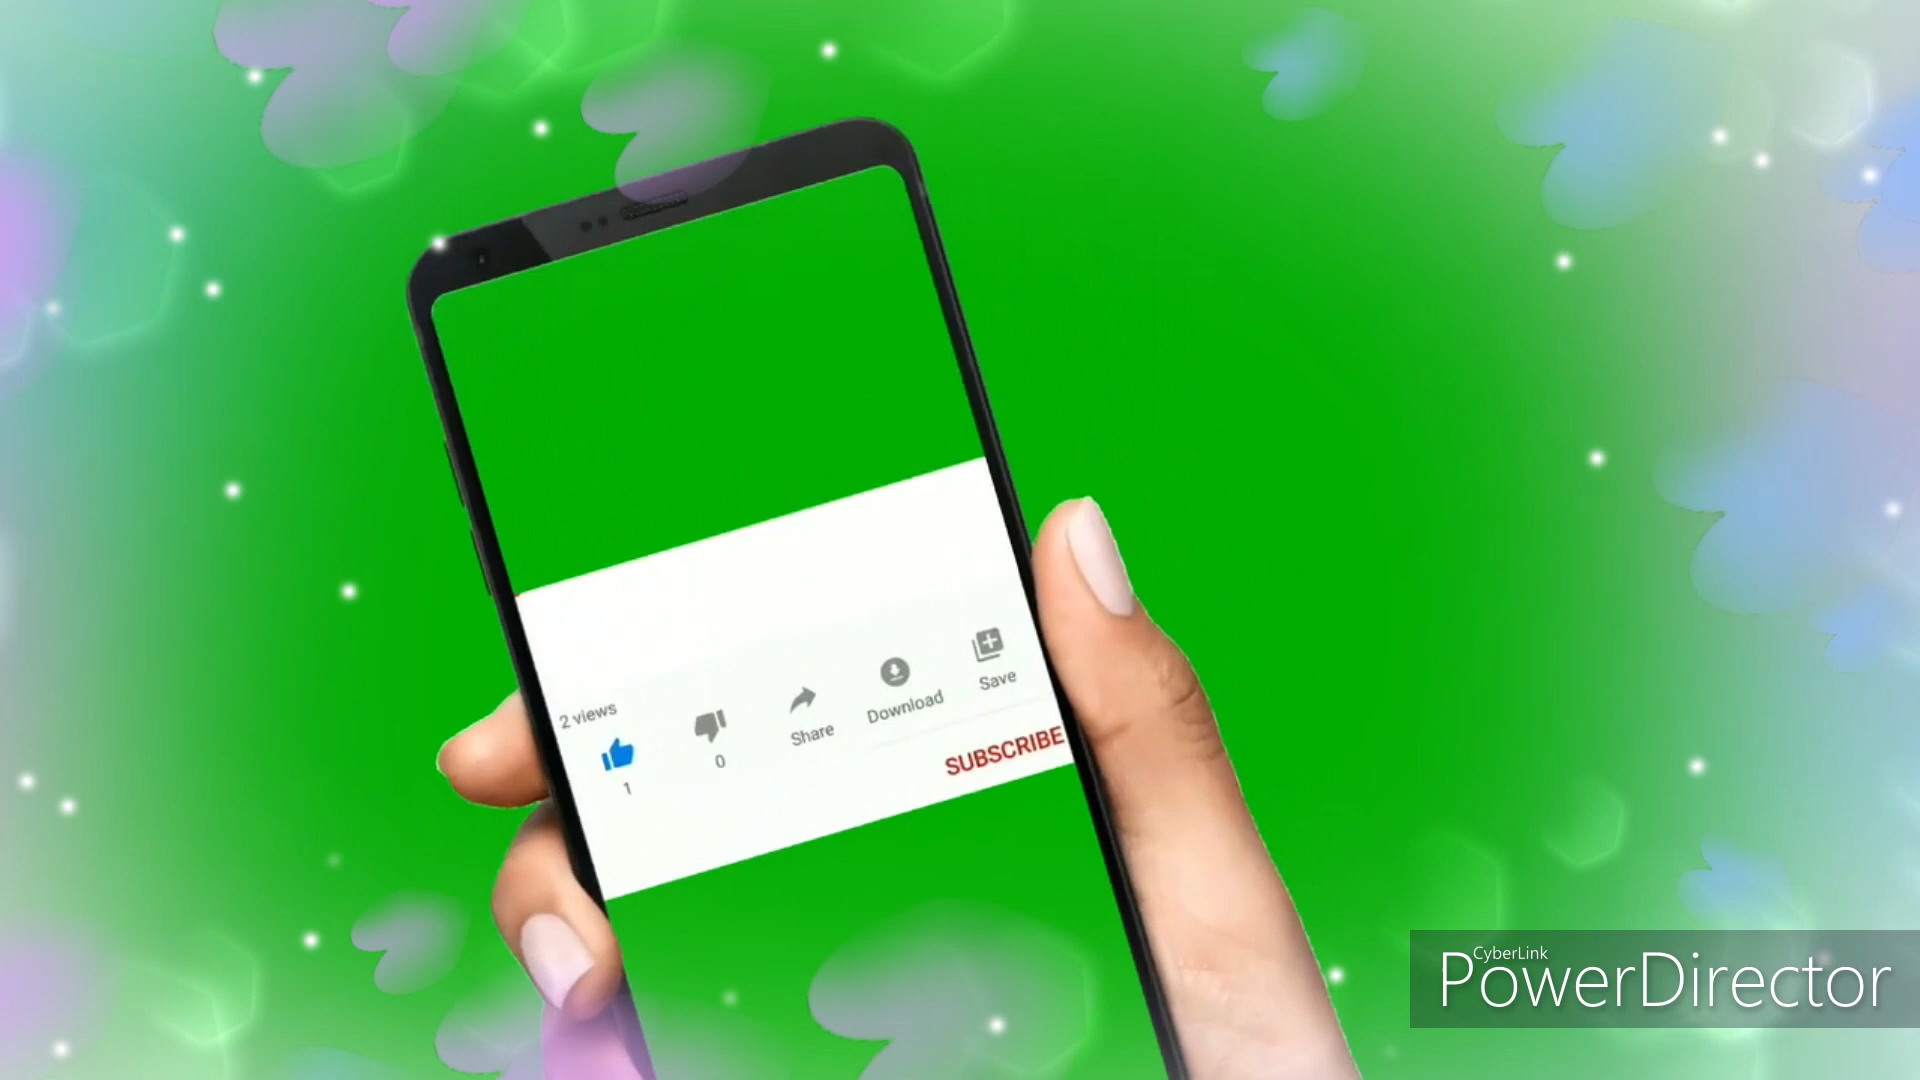 2 views
1
0
Share
Download
Save
SUBSCRIBE
CyberLink
PowerDirector